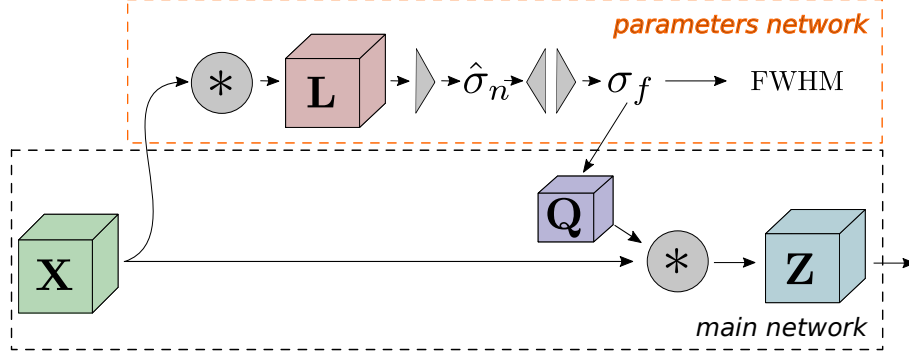 parameters network
* L σ̂n σf FWHM
Q
X * Z
main network